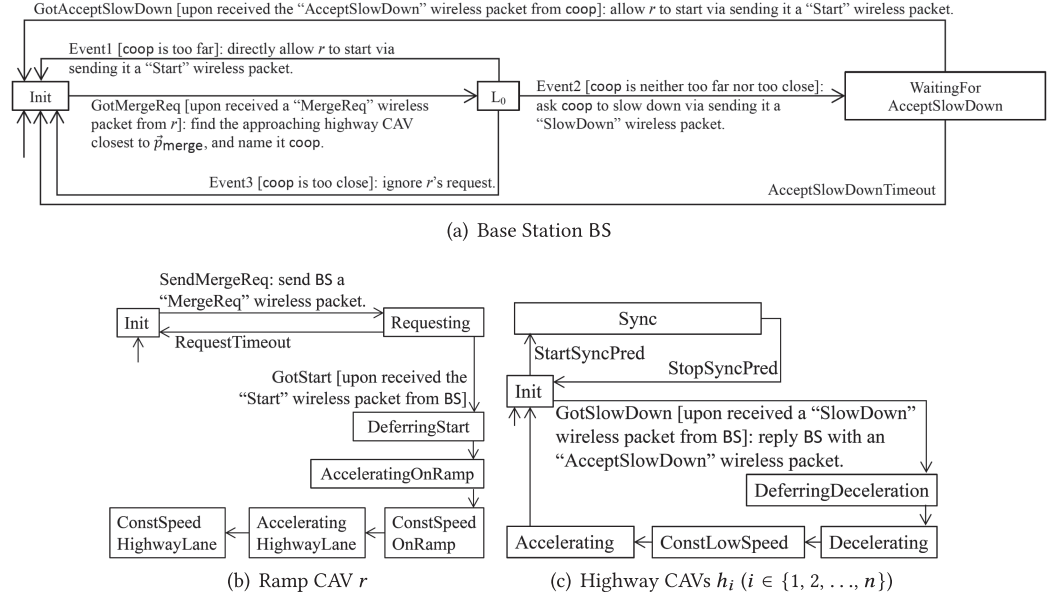 GotAcceptSlowDown [upon received the “AcceptSlowDown” wireless packet from coop]: allow r to start via sending it a “Start” wireless packet.
Event1 [coop is too far]: directly allow r to start via
sending it a “Start” wireless packet.
Init
L₀
Event2 [coop is neither too far nor too close]:
ask coop to slow down via sending it a
“SlowDown” wireless packet.
WaitingFor
AcceptSlowDown
GotMergeReq [upon received a “MergeReq” wireless
packet from r]: find the approaching highway CAV
closest to p⃗merge, and name it coop.
Event3 [coop is too close]: ignore r’s request.
AcceptSlowDownTimeout
(a) Base Station BS
SendMergeReq: send BS a
“MergeReq” wireless packet.
Init
Requesting
RequestTimeout
GotStart [upon received the
“Start” wireless packet from BS]
DeferringStart
AcceleratingOnRamp
ConstSpeed
HighwayLane
Accelerating
HighwayLane
ConstSpeed
OnRamp
(b) Ramp CAV r
Sync
StartSyncPred
StopSyncPred
Init
GotSlowDown [upon received a “SlowDown”
wireless packet from BS]: reply BS with an
“AcceptSlowDown” wireless packet.
DeferringDeceleration
Accelerating
ConstLowSpeed
Decelerating
(c) Highway CAVs hᵢ (i ∈ {1, 2, . . ., n})